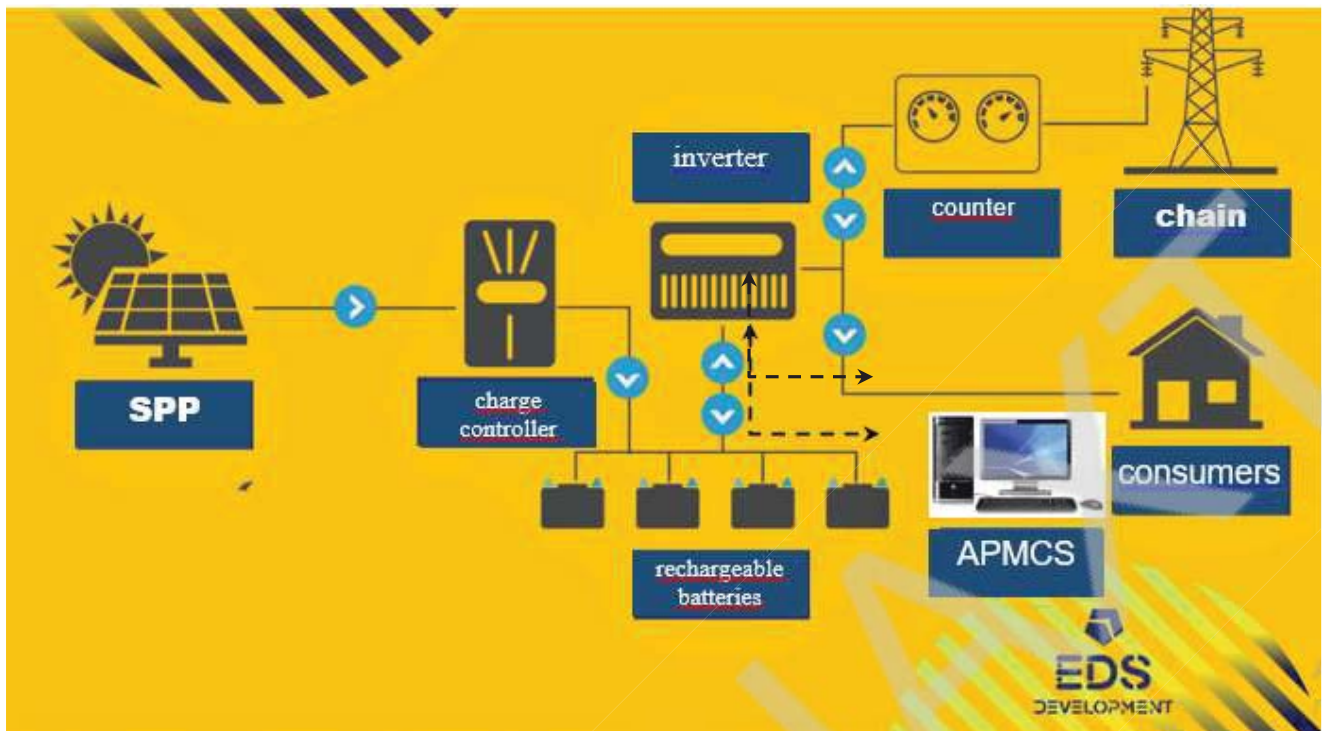 inverter
counter
chain
SPP
charge
controller
consumers
rechargeable
batteries
APMCS
EDS
DEVELOPMENT